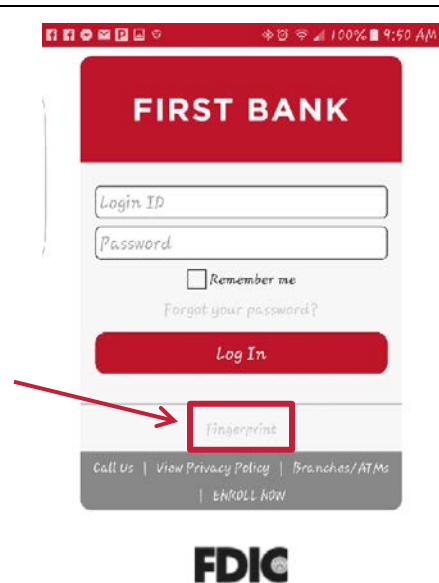 100% 9:50 AM
FIRST BANK
Login ID
Password
Remember me
Forgot your password?
Log In
Fingerprint
Call Us | View Privacy Policy | Branches/ATMs
| ENROLL NOW
FDIC